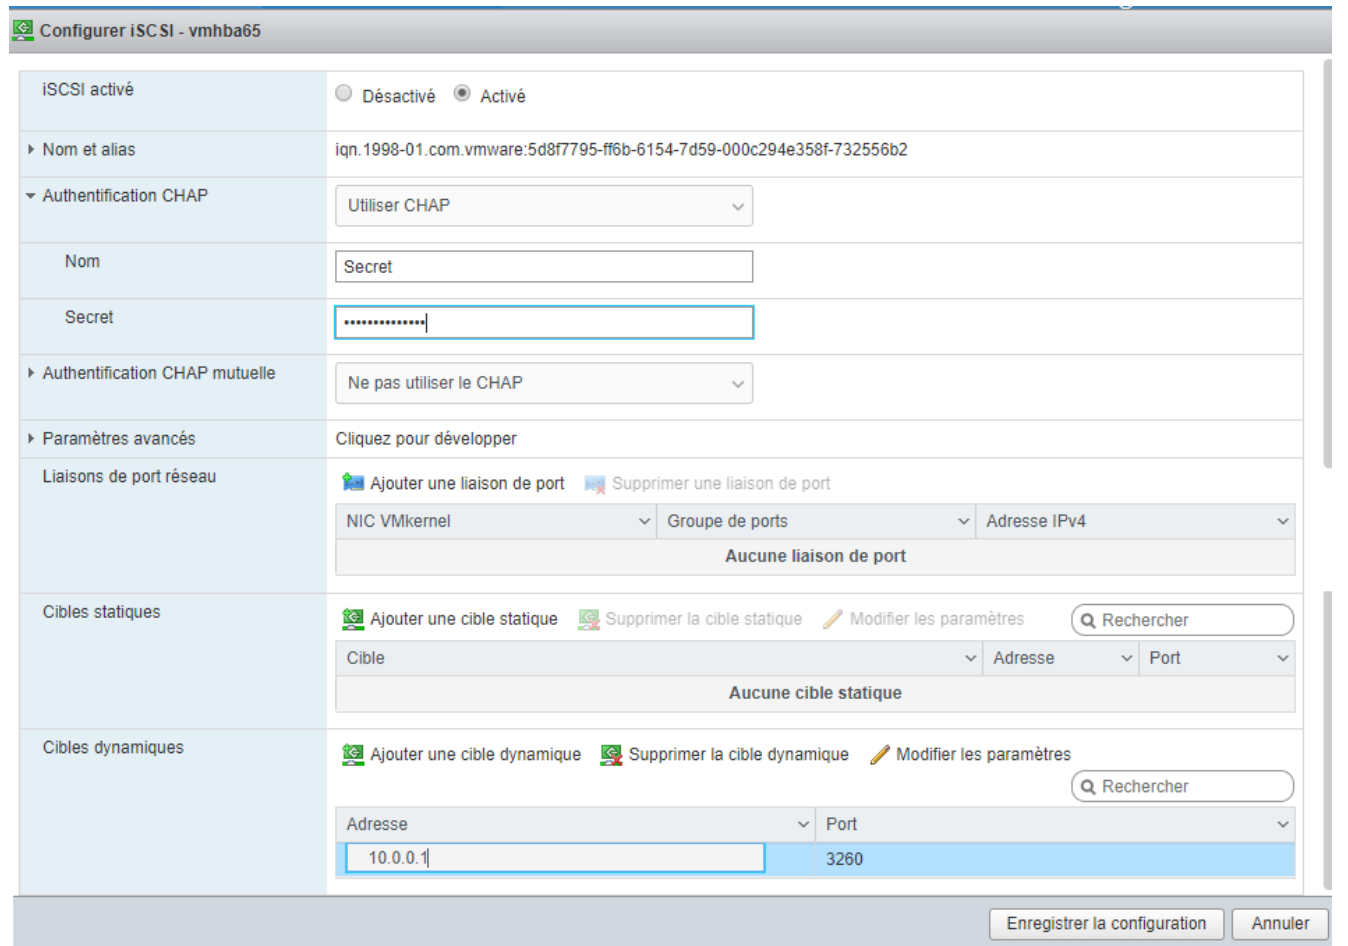 Configurer iSCSI - vmhba65
iSCSI activé
Désactivé Activé
Nom et alias
iqn.1998-01.com.vmware:5d8f7795-ff6b-6154-7d59-000c294e358f-732556b2
Authentification CHAP
Utiliser CHAP
Nom
Secret
Secret
••••••••••••••
Authentification CHAP mutuelle
Ne pas utiliser le CHAP
Paramètres avancés
Cliquez pour développer
Liaisons de port réseau
Ajouter une liaison de port Supprimer une liaison de port
NIC VMkernel Groupe de ports Adresse IPv4
Aucune liaison de port
Cibles statiques
Ajouter une cible statique Supprimer la cible statique Modifier les paramètres Rechercher
Cible Adresse Port
Aucune cible statique
Cibles dynamiques
Ajouter une cible dynamique Supprimer la cible dynamique Modifier les paramètres
Rechercher
Adresse Port
10.0.0.1 3260
Enregistrer la configuration Annuler